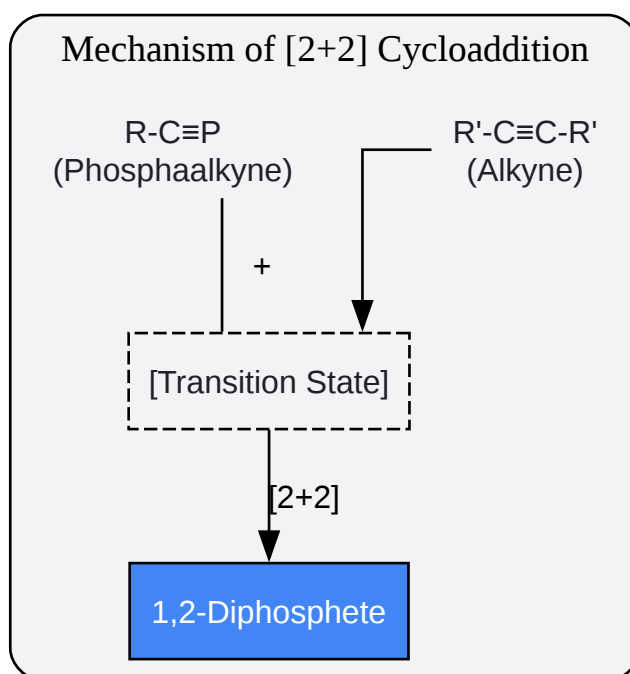 Mechanism of [2+2] Cycloaddition
R-C≡P
(Phosphaalkyne)
R'-C≡C-R'
(Alkyne)
+
[Transition State]
[2+2]
1,2-Diphosphete